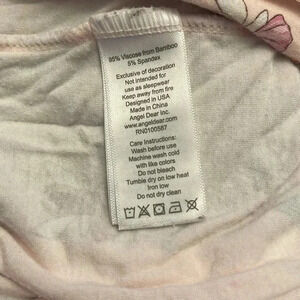 95% Viscose from Bamboo
5% Spandex
Exclusive of decoration
Not intended for
use as sleepwear
Keep away from fire
Designed in USA
Made in China
Angel Dear Inc.
www.angeldear.com
RN0100587
Care Instructions:
Wash before use
Machine wash cold
with like colors
Do not bleach
Tumble dry on low heat
Iron low
Do not dry clean